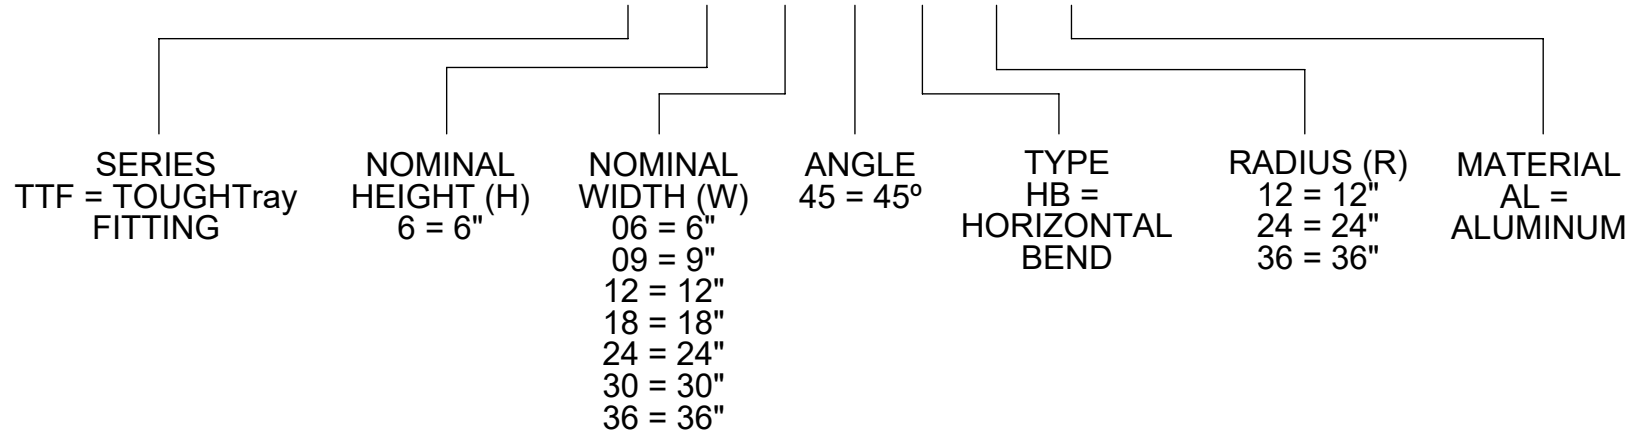 SERIES
TTF = TOUGHTray
FITTING
NOMINAL
HEIGHT (H)
6 = 6"
NOMINAL
WIDTH (W)
06 = 6"
09 = 9"
12 = 12"
18 = 18"
24 = 24"
30 = 30"
36 = 36"
ANGLE
45 = 45º
TYPE
HB =
HORIZONTAL
BEND
RADIUS (R)
12 = 12"
24 = 24"
36 = 36"
MATERIAL
AL =
ALUMINUM